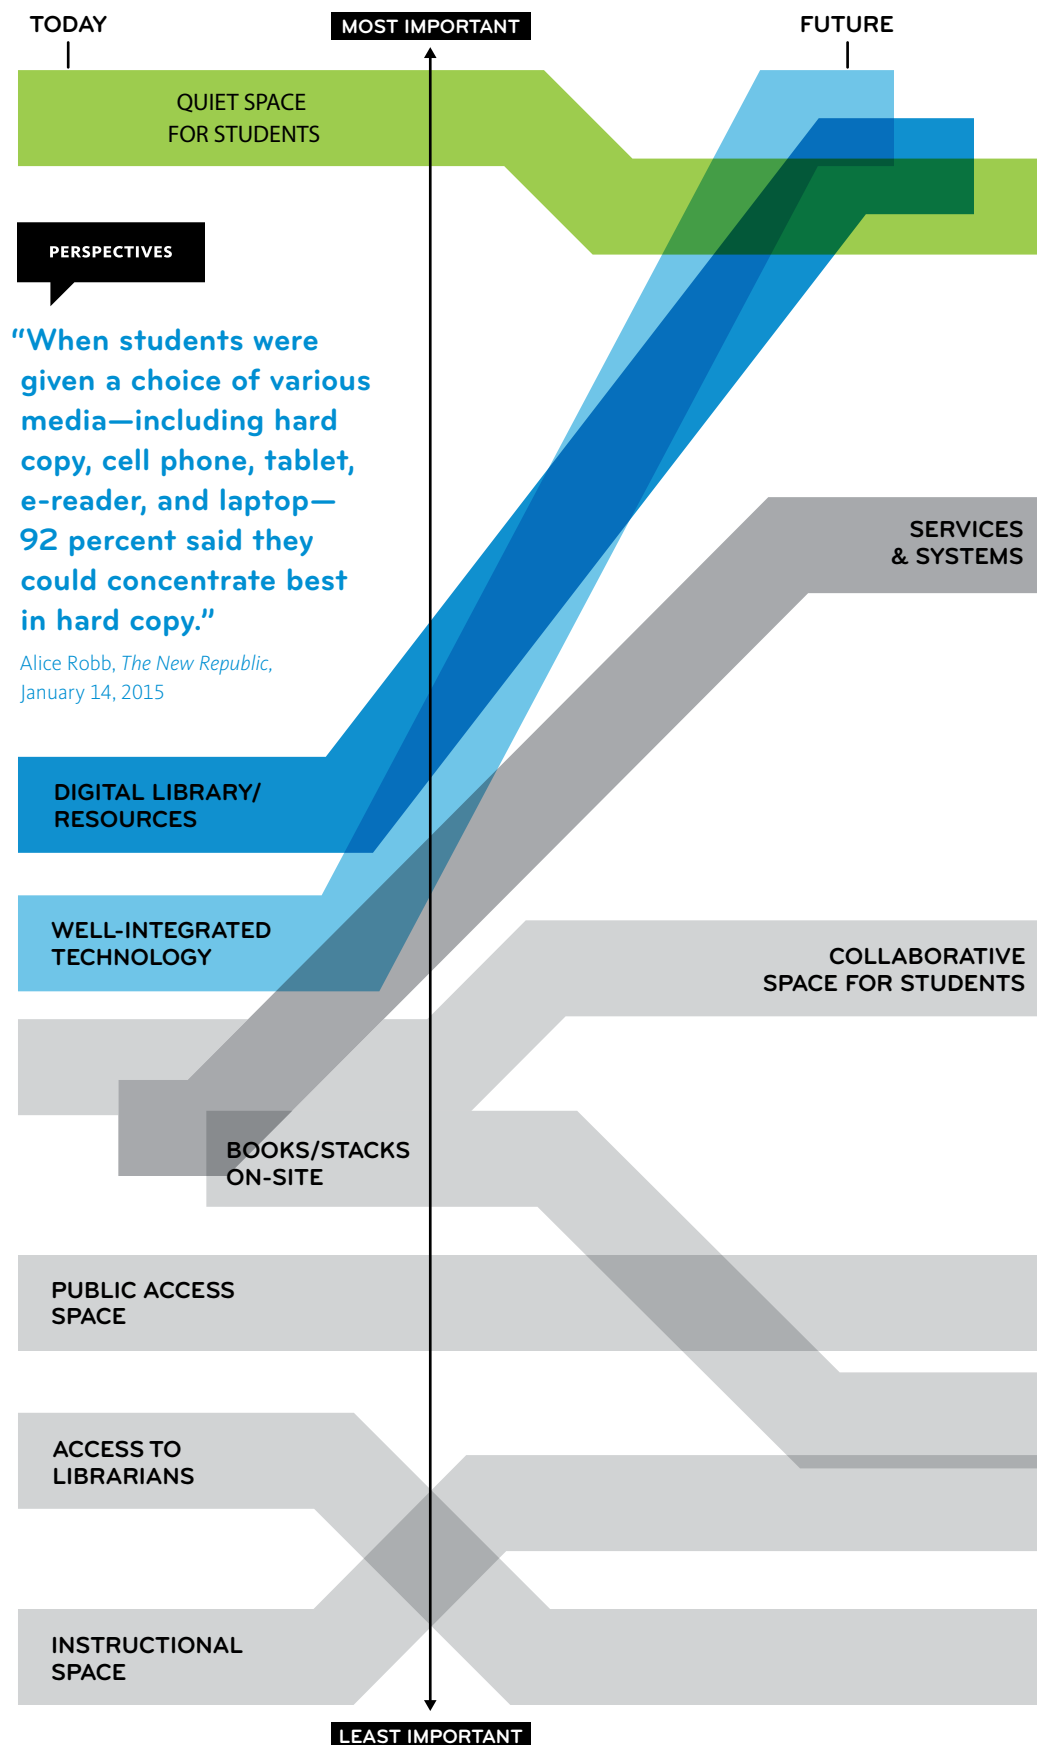 TODAY
MOST IMPORTANT
FUTURE
QUIET SPACE
FOR STUDENTS
PERSPECTIVES
“When students were
given a choice of various
media—including hard
copy, cell phone, tablet,
e-reader, and laptop—
92 percent said they
could concentrate best
in hard copy.”
Alice Robb, The New Republic,
January 14, 2015
SERVICES
& SYSTEMS
DIGITAL LIBRARY/
RESOURCES
WELL-INTEGRATED
TECHNOLOGY
COLLABORATIVE
SPACE FOR STUDENTS
BOOKS/STACKS
ON-SITE
PUBLIC ACCESS
SPACE
ACCESS TO
LIBRARIANS
INSTRUCTIONAL
SPACE
LEAST IMPORTANT